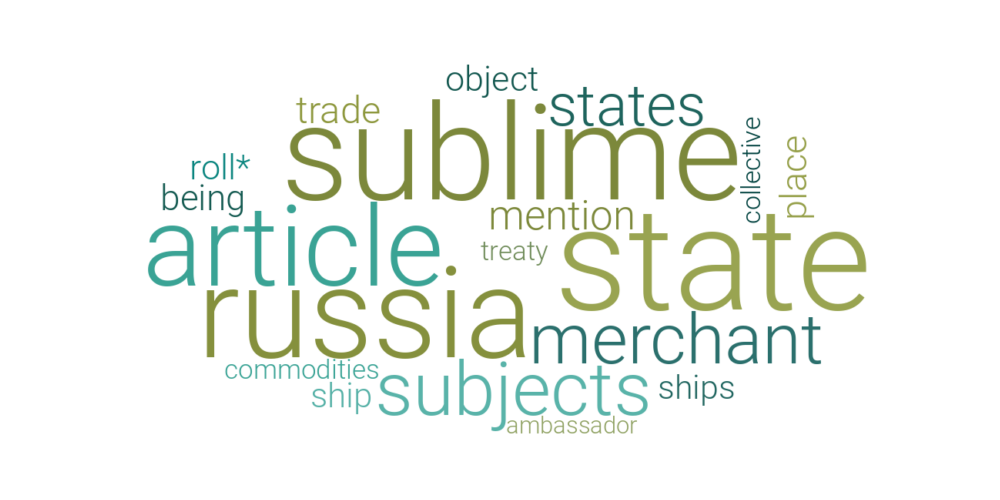 object
trade
states
sublime
collective
place
roll*
being
mention
article
treaty
state
russia
merchant
commodities
ship
subjects
ships
ambassador